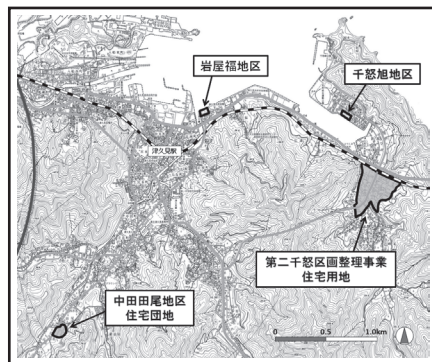 岩屋福地区
千怒旭地区
津久見駅
第二千怒区画整理事業
住宅用地
中田田尾地区
住宅団地
0 0.5 1.0km